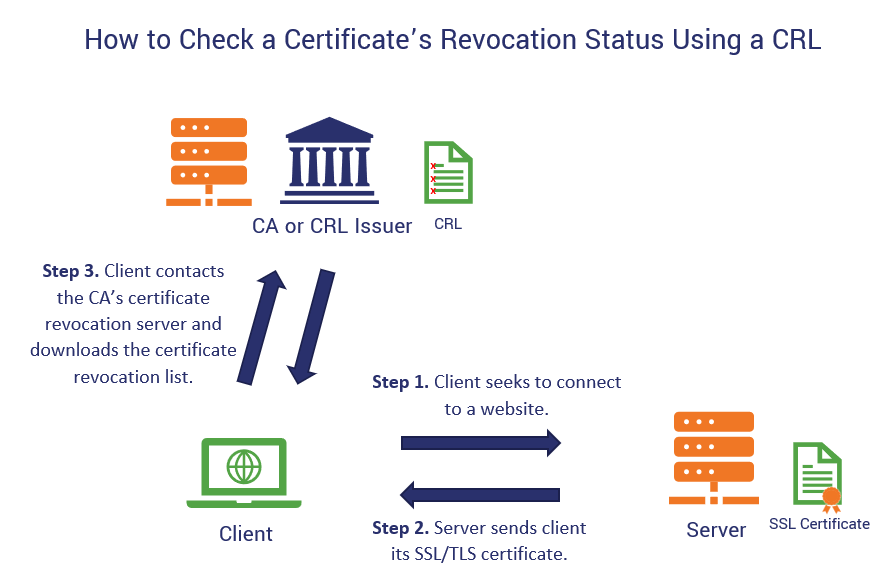 How to Check a Certificate's Revocation Status Using a CRL
CA or CRL Issuer
CRL
Step 3. Client contacts
the CA's certificate
revocation server and
downloads the certificate
revocation list.
Step 1. Client seeks to connect
to a website.
Client
Step 2. Server sends client
its SSL/TLS certificate.
Server
SSL Certificate